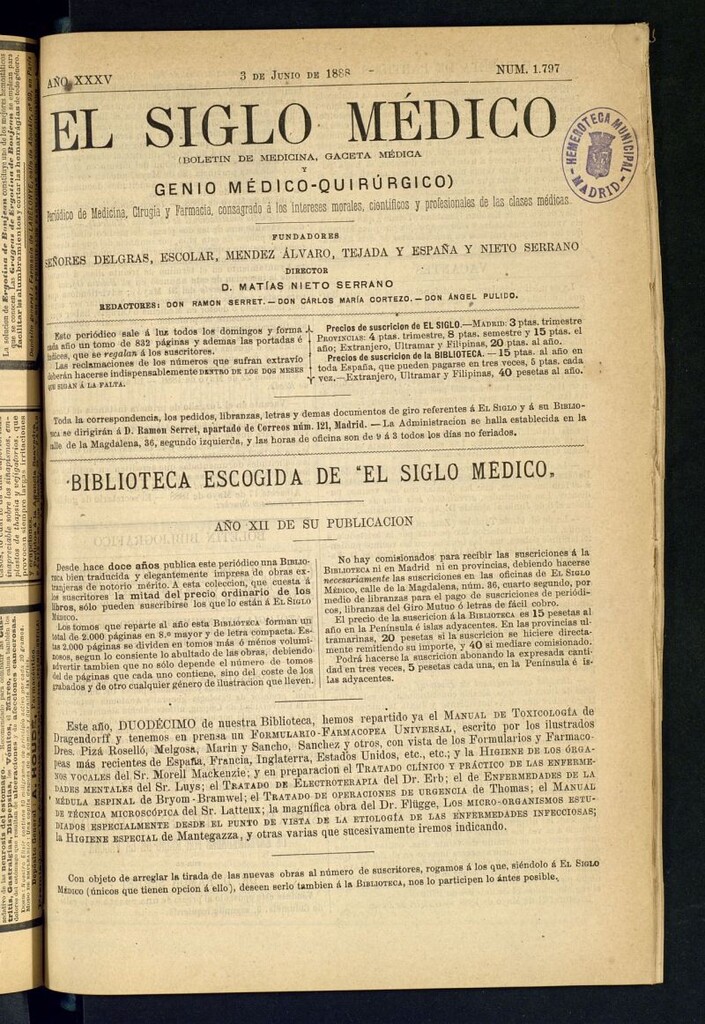 AÑO XXXV
3 DE JUNIO DE 1888
NUM. 1.797
EL SIGLO MÉDICO
(BOLETIN DE MEDICINA, GACETA MÉDICA
Y
GENIO MÉDICO-QUIRÚRGICO)
Periódico de Medicina, Cirugía y Farmacia, consagrado á los intereses morales, científicos y profesionales de las clases médicas.
HEMEROTECA MUNICIPAL
MADRID
FUNDADORES
SEÑORES DELGRAS, ESCOLAR, MENDEZ ÁLVARO, TEJADA Y ESPAÑA Y NIETO SERRANO
DIRECTOR
D. MATÍAS NIETO SERRANO
REDACTORES: DON RAMON SERRET. — DON CÁRLOS MARÍA CORTEZO. — DON ÁNGEL PULIDO.
Este periódico sale á luz todos los domingos y forma
cada año un tomo de 832 páginas y ademas las portadas é
índices, que se regalan á los suscritores.
Las reclamaciones de los números que sufran extravío
deberán hacerse indispensablemente DENTRO DE LOS DOS MESES
QUE SIGAN Á LA FALTA.
Precios de suscricion de EL SIGLO.—MADRID: 3 ptas. trimestre
PROVINCIAS: 4 ptas. trimestre, 8 ptas. semestre y 15 ptas. el
año; Extranjero, Ultramar y Filipinas, 20 ptas. al año.
Precios de suscricion de la BIBLIOTECA. — 15 ptas. al año en
toda España, que pueden pagarse en tres veces, 5 ptas. cada
vez.—Extranjero, Ultramar y Filipinas, 40 pesetas al año.
Toda la correspondencia, los pedidos, libranzas, letras y demas documentos de giro referentes á EL SIGLO y á su BIBLIO-
TECA se dirigirán á D. Ramon Serret, apartado de Correos núm. 121, Madrid. — La Administracion se halla establecida en la
calle de la Magdalena, 36, segundo izquierda, y las horas de oficina son de 9 á 3 todos los dias no feriados.
BIBLIOTECA ESCOGIDA DE "EL SIGLO MEDICO„
AÑO XII DE SU PUBLICACION
Desde hace doce años publica este periódico una BIBLIO-
TECA bien traducida y elegantemente impresa de obras ex-
tranjeras de notorio mérito. A esta coleccion, que cuesta á
los suscritores la mitad del precio ordinario de los
libros, sólo pueden suscribirse los que lo están á EL SIGLO
MÉDICO.
Los tomos que reparte al año esta BIBLIOTECA forman un
total de 2.000 páginas en 8.º mayor y de letra compacta. Estas
2.000 páginas se dividen en tomos más ó ménos volumi-
nosos, segun lo consiente lo abultado de las obras, debiendo
advertir tambien que no sólo depende el número de tomos
del de páginas que cada uno contiene, sino del coste de los
grabados y de otro cualquier género de ilustracion que lleven.
No hay comisionados para recibir las suscriciones á la
BIBLIOTECA ni en Madrid ni en provincias, debiendo hacerse
necesariamente las suscriciones en las oficinas de EL SIGLO
MÉDICO, calle de la Magdalena, núm. 36, cuarto segundo, por
medio de libranzas para el pago de suscriciones de periódi-
cos, libranzas del Giro Mutuo ó letras de fácil cobro.
El precio de la suscricion á la BIBLIOTECA es 15 pesetas al
año en la Península é islas adyacentes. En las provincias ul-
tramarinas, 20 pesetas si la suscricion se hiciere directa-
mente remitiendo su importe, y 40 si mediare comisionado.
Podrá hacerse la suscricion abonando la expresada canti-
dad en tres veces, 5 pesetas cada una, en la Península é is-
las adyacentes.
Este año, DUODÉCIMO de nuestra Biblioteca, hemos repartido ya el MANUAL DE TOXICOLOGÍA de
Dragendorff y tenemos en prensa un FORMULARIO-FARMACOPEA UNIVERSAL, escrito por los ilustrados
Dres. Pizá Roselló, Melgosa, Marin y Sancho, Sanchez y otros, con vista de los Formularios y Farmaco-
peas más recientes de España, Francia, Inglaterra, Estados Unidos, etc., etc.; y la HIGIENE DE LOS ÓRGA-
NOS VOCALES del Sr. Morell Mackenzie; y en preparacion el TRATADO CLÍNICO Y PRÁCTICO DE LAS ENFERME-
DADES MENTALES del Sr. Luys; el TRATADO DE ELECTROTERAPIA del Dr. Erb; el de ENFERMEDADES DE LA
MÉDULA ESPINAL de Bryom-Bramwel; el TRATADO DE OPERACIONES DE URGENCIA de Thomas; el MANUAL
DE TÉCNICA MICROSCÓPICA del Sr. Latteux; la magnífica obra del Dr. Flügge, LOS MICRO-ORGANISMOS ESTU-
DIADOS ESPECIALMENTE DESDE EL PUNTO DE VISTA DE LA ETIOLOGÍA DE LAS ENFERMEDADES INFECCIOSAS;
la HIGIENE ESPECIAL de Mantegazza, y otras varias que sucesivamente iremos indicando.
Con objeto de arreglar la tirada de las nuevas obras al número de suscritores, rogamos á los que, siéndolo á EL SIGLO
MÉDICO (únicos que tienen opcion á ello), deseen serlo tambien á la BIBLIOTECA, nos lo participen lo ántes posible.